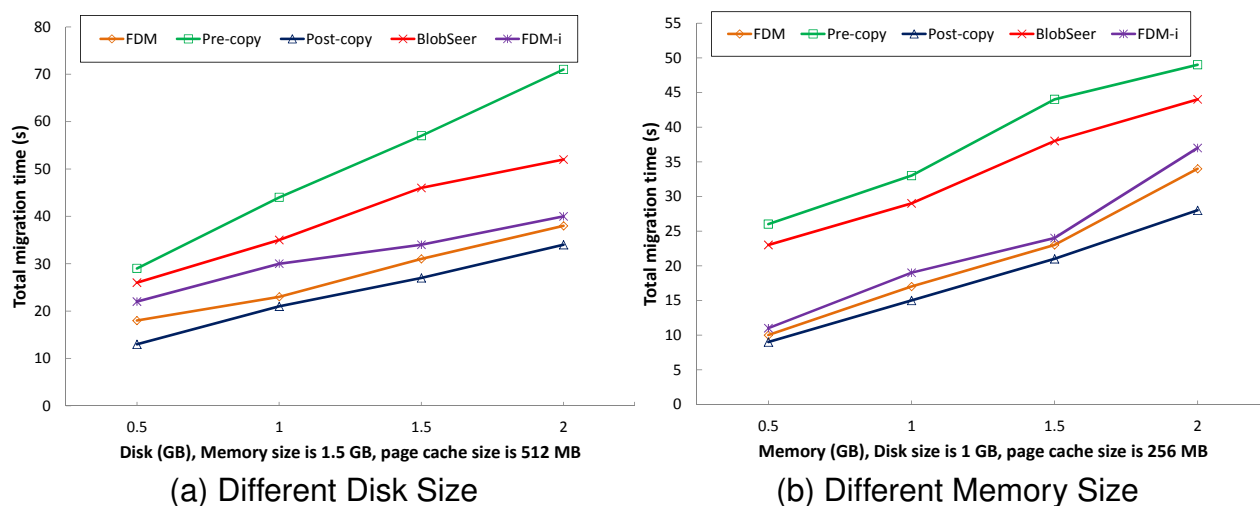 80
70
60
50
40
30
20
10
0
Total migration time (s)
FDM Pre-copy Post-copy BlobSeer FDM-i
0.5 1 1.5 2
Disk (GB), Memory size is 1.5 GB, page cache size is 512 MB
(a) Different Disk Size
55
50
45
40
35
30
25
20
15
10
5
0
Total migration time (s)
FDM Pre-copy Post-copy BlobSeer FDM-i
0.5 1 1.5 2
Memory (GB), Disk size is 1 GB, page cache size is 256 MB
(b) Different Memory Size